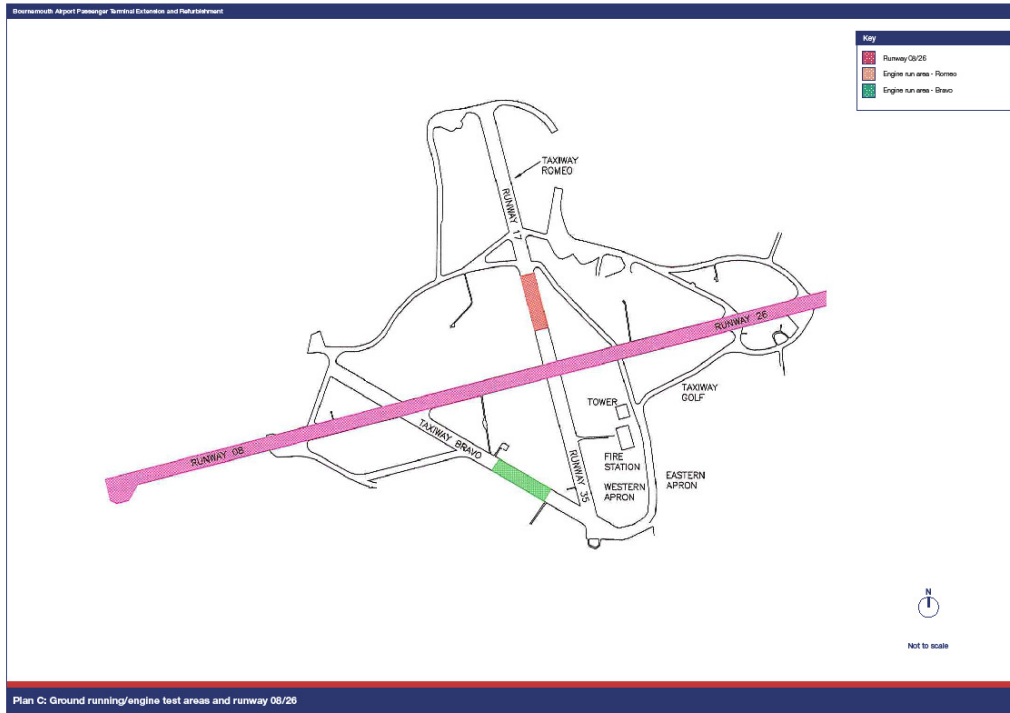 Bournemouth Airport Passenger Terminal Extension and Refurbishment
Key
Runway 08/26
Engine run area - Romeo
Engine run area - Bravo
TAXIWAY
ROMEO
RUNWAY 17
RUNWAY 26
TAXIWAY
GOLF
TOWER
TAXIWAY BRAVO
RUNWAY 08
FIRE
STATION
RUNWAY 35
WESTERN
APRON
EASTERN
APRON
N
Not to scale
Plan C: Ground running/engine test areas and runway 08/26